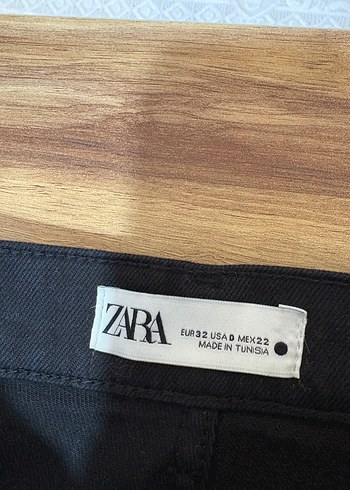 ZARA
EUR 32 USA 0 MEX 22
MADE IN TUNISIA